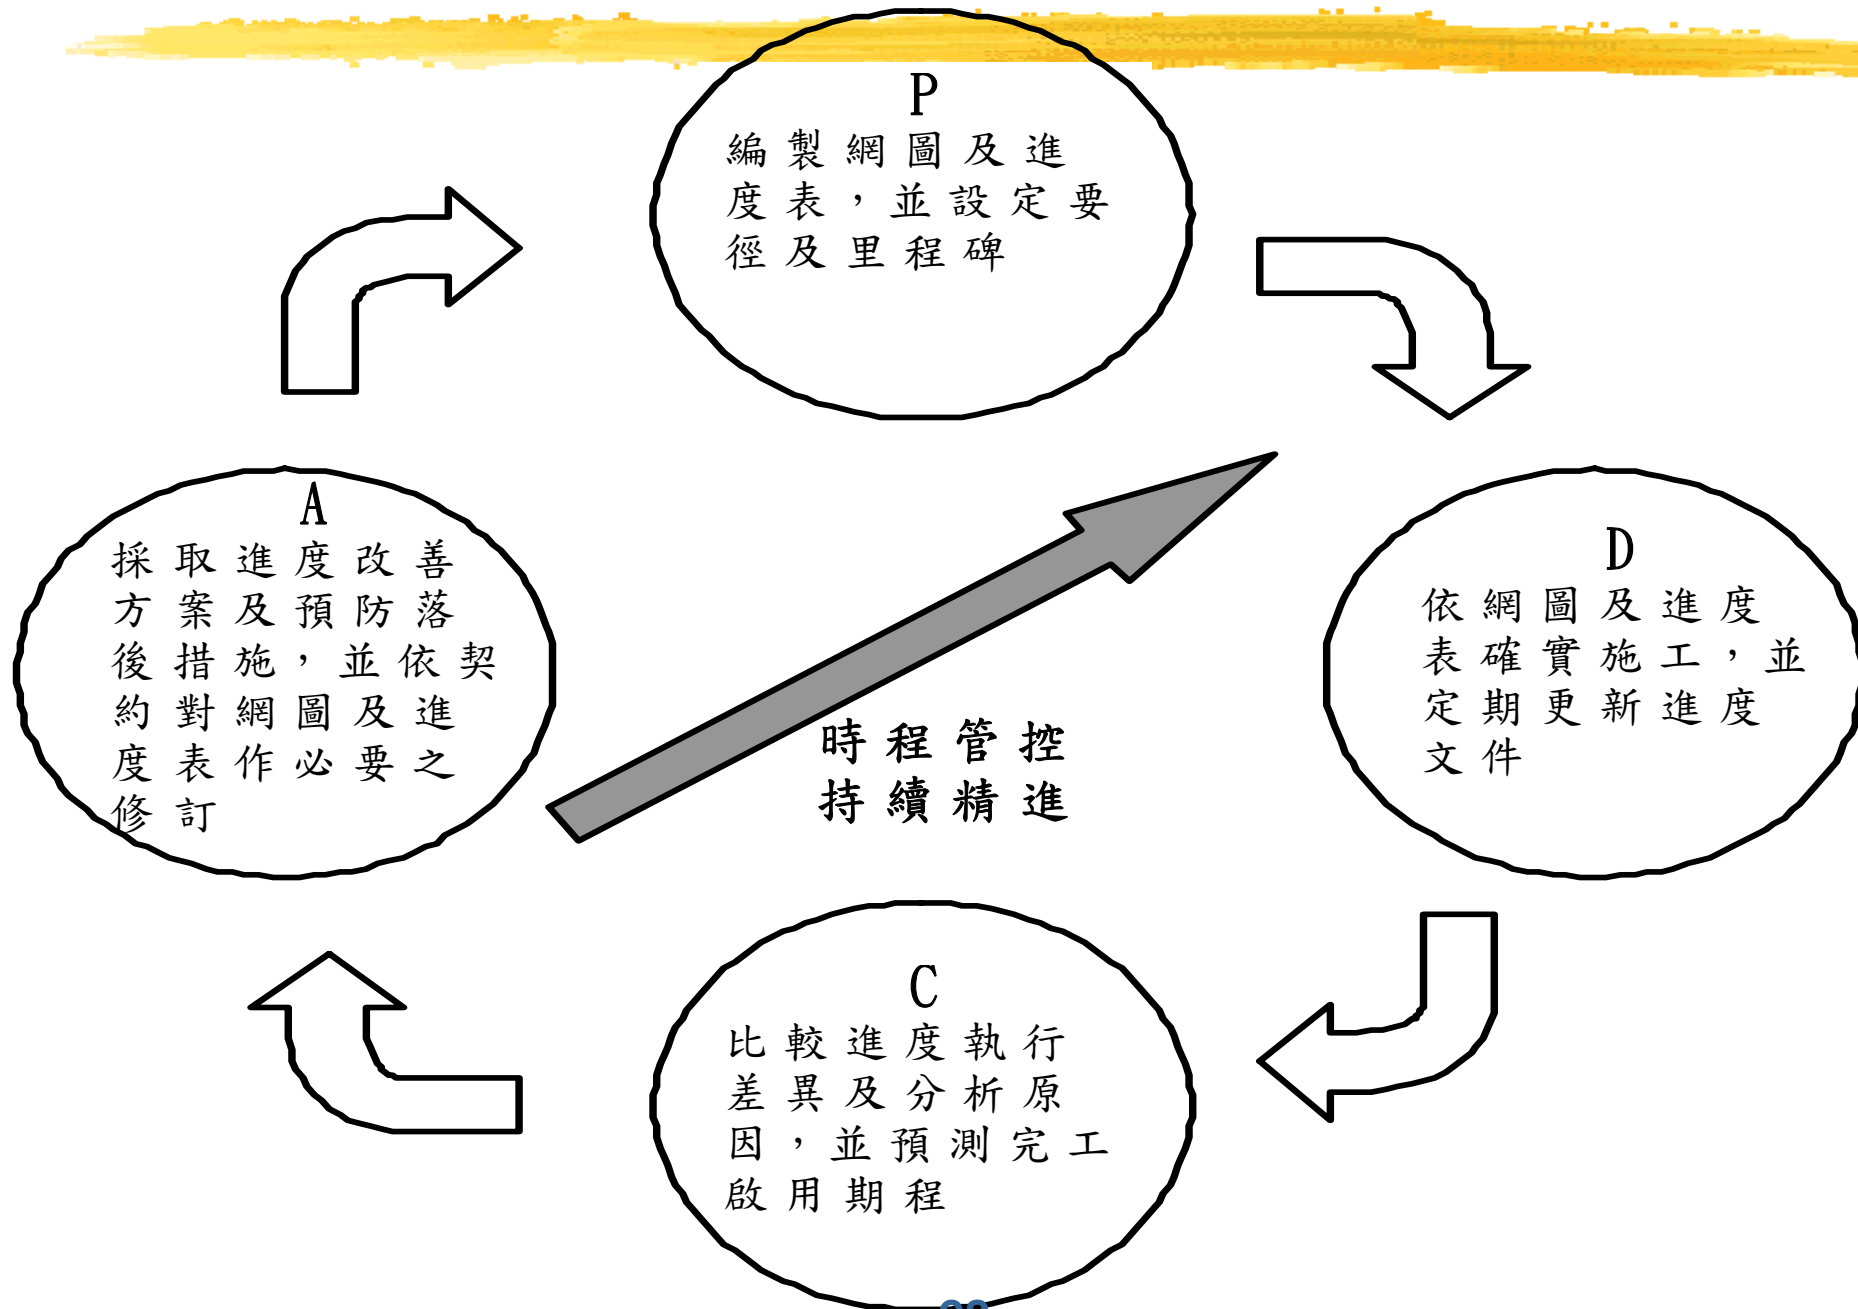 P
編製網圖及進
度表，並設定要
徑及里程碑
A
採取進度改善
方案及預防落
後措施，並依契
約對網圖及進
度表作必要之
修訂
D
依網圖及進度
表確實施工，並
定期更新進度
文件
時程管控
持續精進
C
比較進度執行
差異及分析原
因，並預測完工
啟用期程